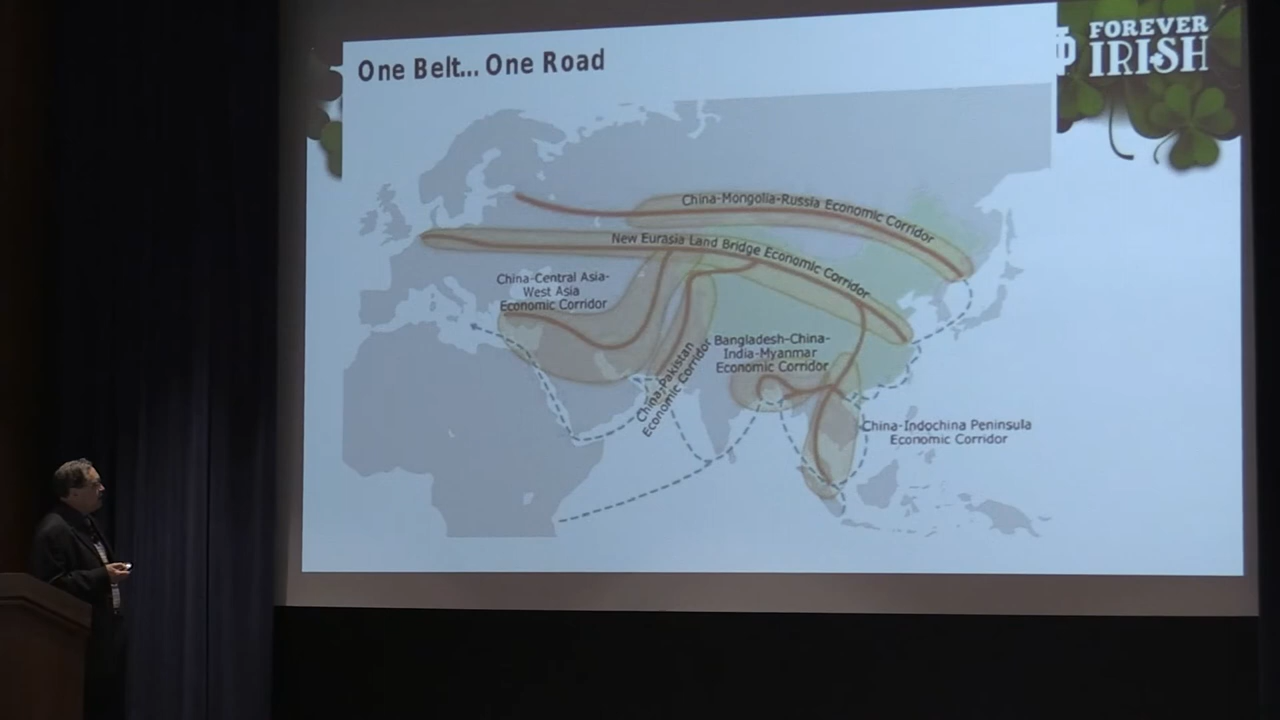 One Belt... One Road
FOREVER
IRISH
China-Mongolia-Russia Economic Corridor
New Eurasia Land Bridge Economic Corridor
China-Central Asia-
West Asia
Economic Corridor
China-Pakistan
Economic Corridor
Bangladesh-China-
India-Myanmar
Economic Corridor
China-Indochina Peninsula
Economic Corridor